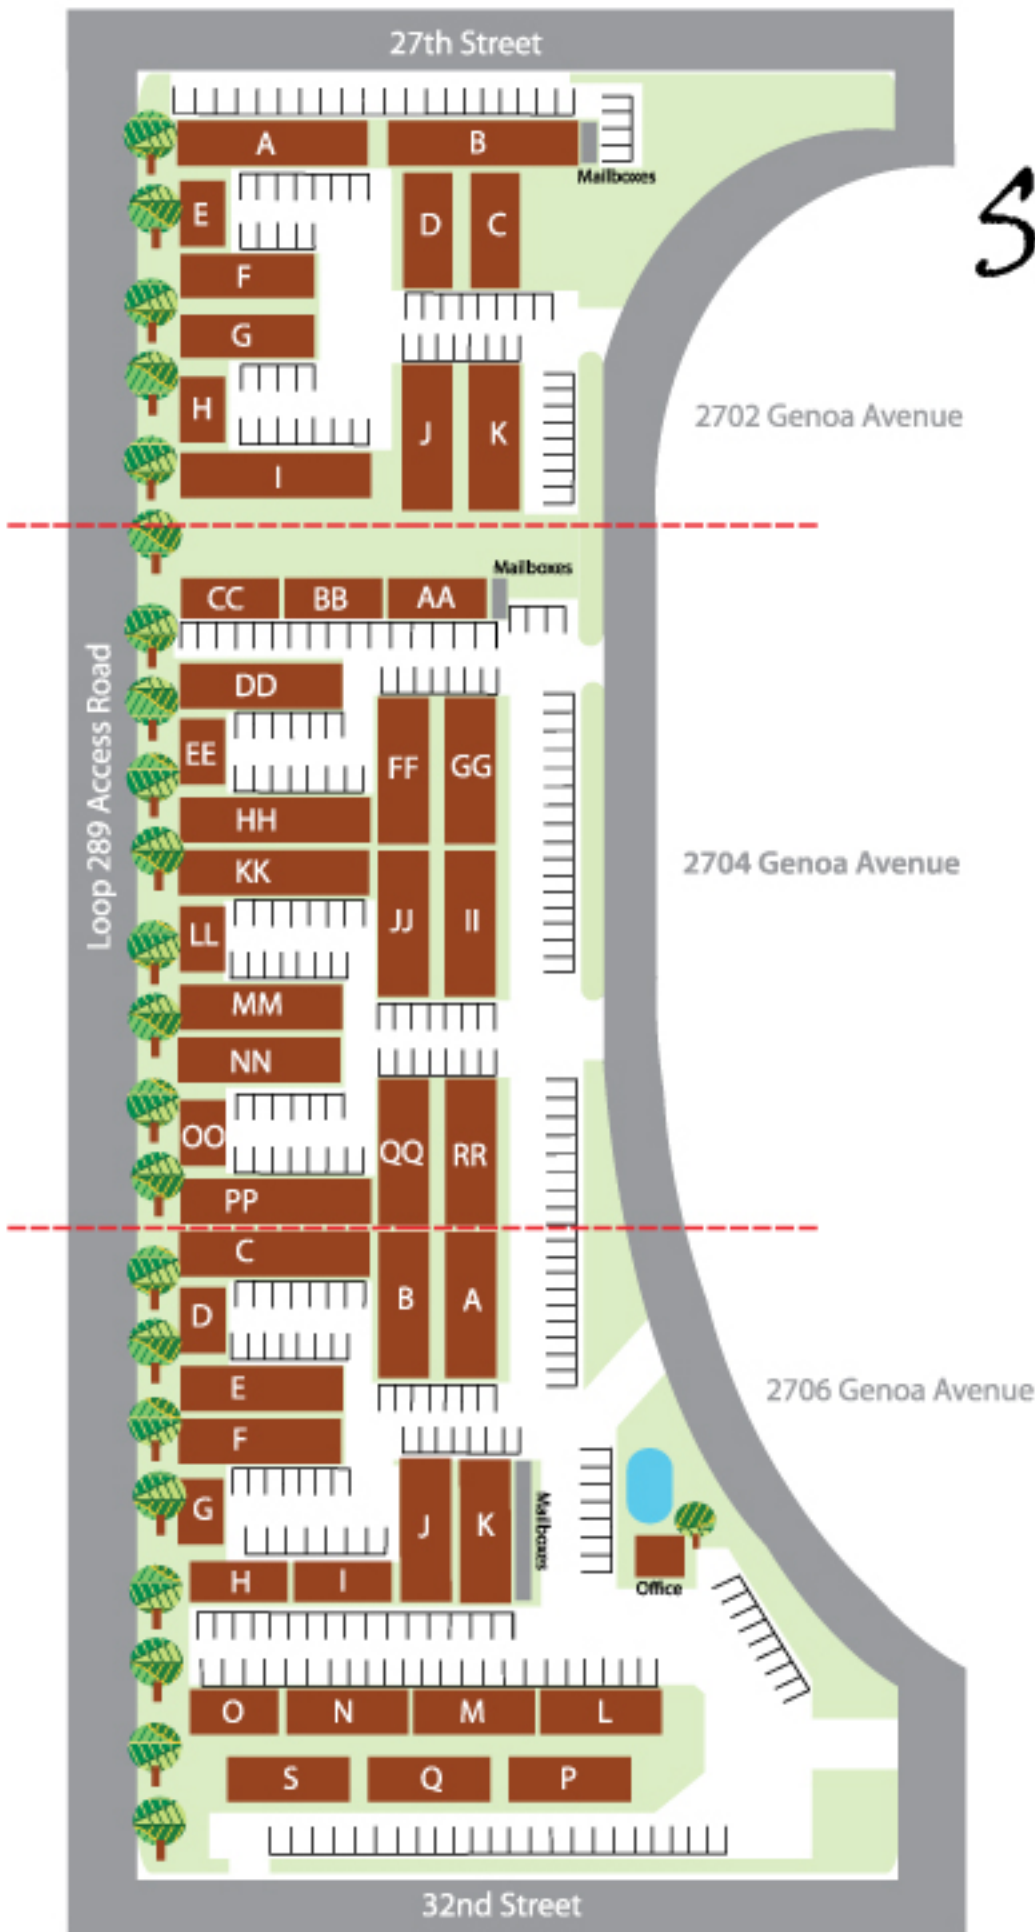 27th Street
A B
Mailboxes
E D C
F
G
H J K
I
2702 Genoa Avenue
S
Mailboxes
CC BB AA
DD
EE FF GG
HH
KK
LL JJ II
MM
NN
OO QQ RR
PP
Loop 289 Access Road
2704 Genoa Avenue
C
D B A
E
F
G J K
Mailboxes
H I
2706 Genoa Avenue
Office
O N M L
S Q P
32nd Street